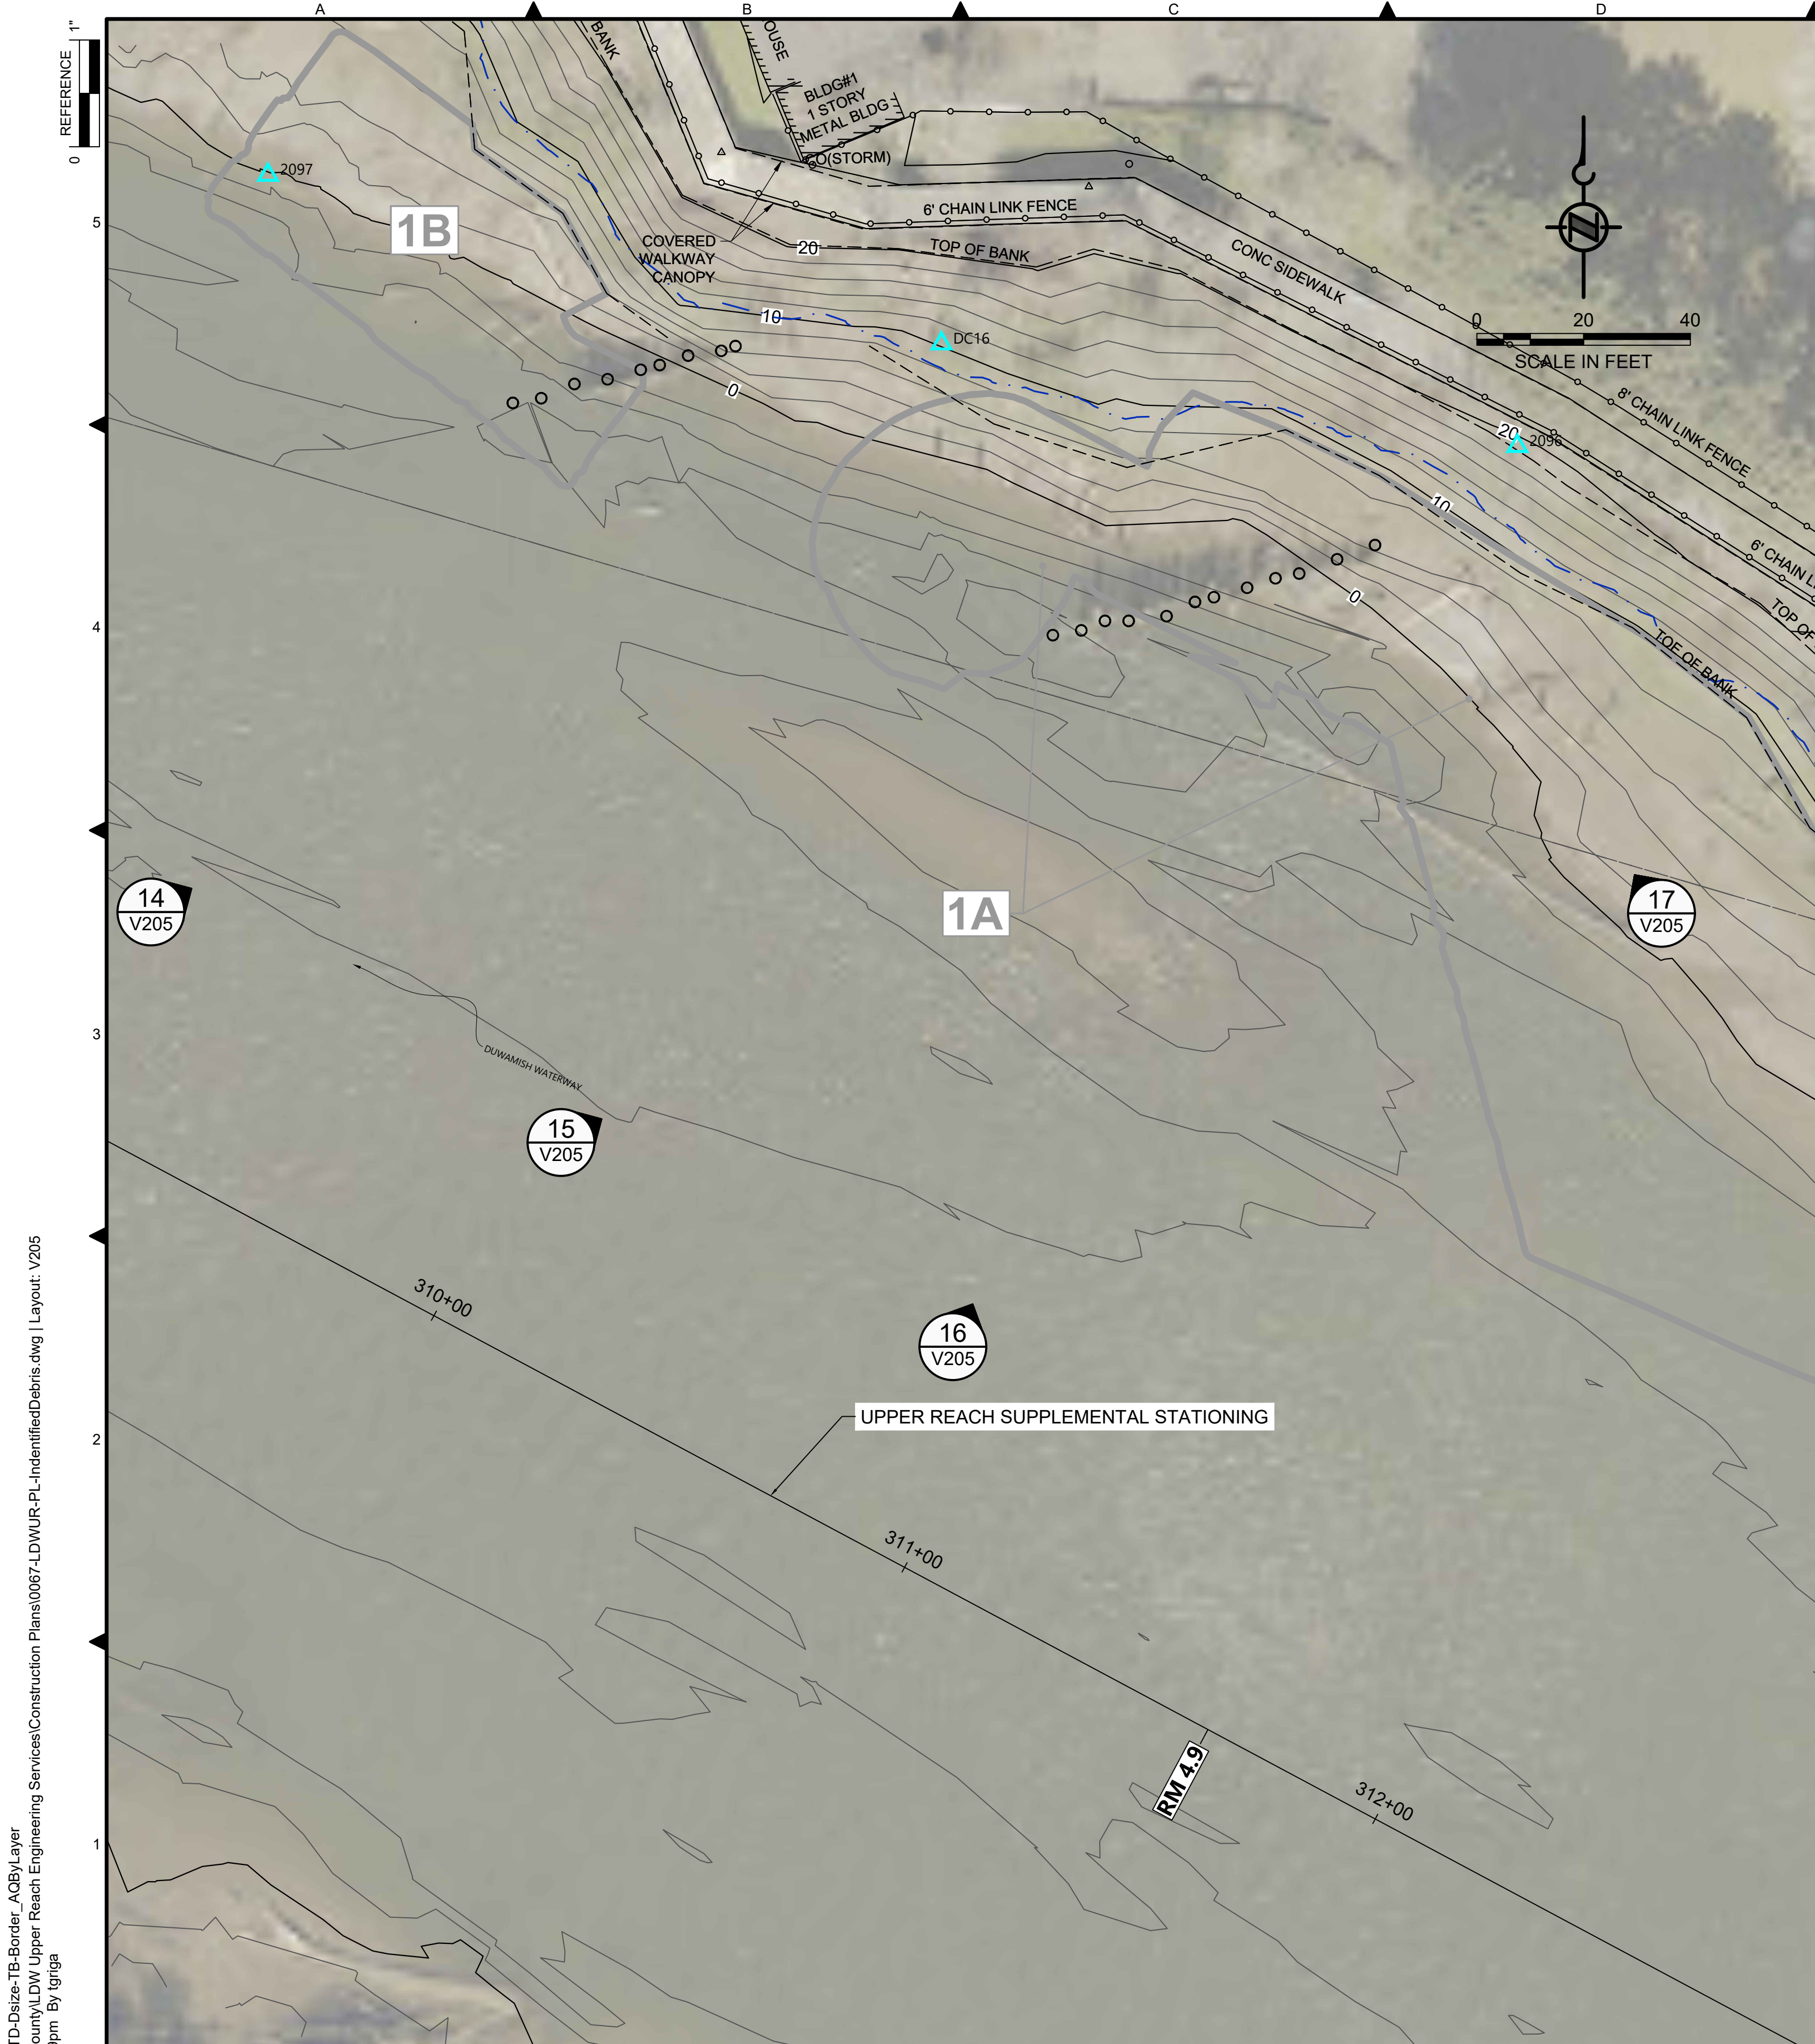 A
B
C
D
REFERENCE
0
1"
5
4
3
2
1
BANK
OUSE
BLDG#1
1 STORY
METAL BLDG
CO(STORM)
2097
1B
6' CHAIN LINK FENCE
COVERED
WALKWAY
CANOPY
20
TOP OF BANK
CONC SIDEWALK
10
DC16
0
0 20 40
SCALE IN FEET
8' CHAIN LINK FENCE
20
2096
10
6' CHAIN L
0
TOP OF
TOE OF BANK
14
V205
1A
17
V205
DUWAMISH WATERWAY
15
V205
310+00
16
V205
UPPER REACH SUPPLEMENTAL STATIONING
311+00
RM 4.9
312+00
TD-Dsize-TB-Border_AQByLayer
ounty\LDW Upper Reach Engineering Services\Construction Plans\0067-LDWUR-PL-IndentifiedDebris.dwg | Layout: V205
pm By tgriga